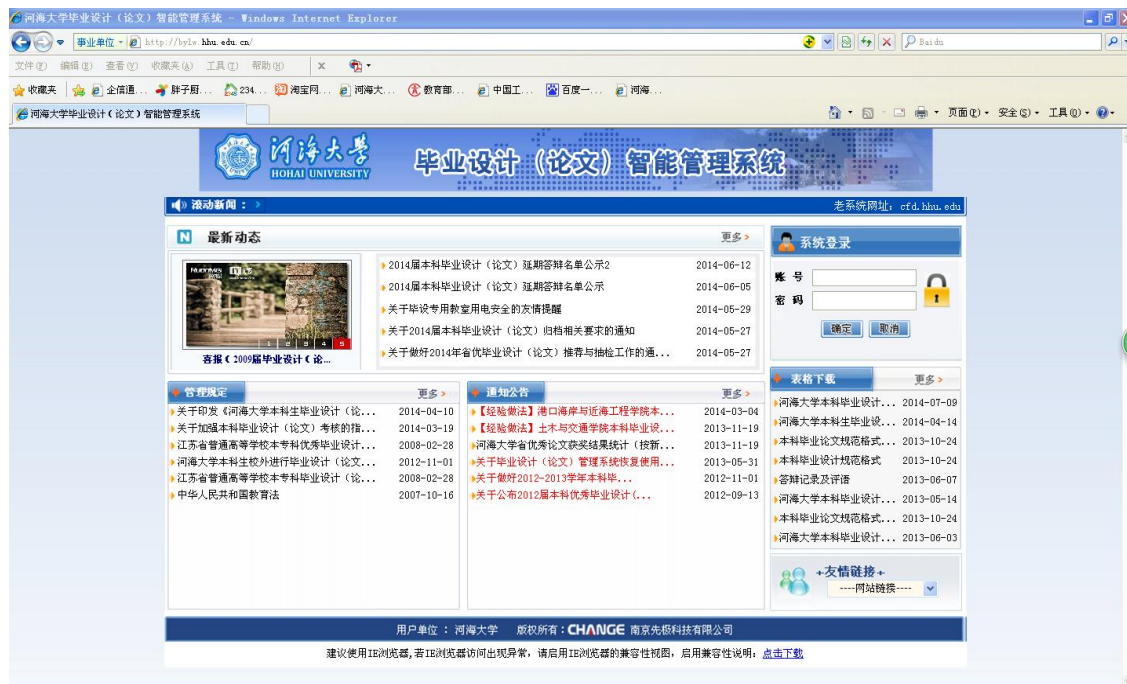 河海大学毕业设计（论文）智能管理系统 - Windows Internet Explorer
事业单位 http://bylw.hhu.edu.cn/ Baidu
文件(F) 编辑(E) 查看(V) 收藏夹(A) 工具(T) 帮助(H) x
收藏夹 全信通... 胖子厨... 234... 淘宝网... 河海大... 教育部... 中国工... 百度一... 河海...
河海大学毕业设计（论文）智能管理系统 页面(P) 安全(S) 工具(O)
河海大学
HOHAI UNIVERSITY
毕业设计（论文）智能管理系统
滚动新闻： > 老系统网址：cfd.hhu.edu
N 最新动态 更多>
2014届本科毕业设计（论文）延期答辩名单公示2 2014-06-12
2014届本科毕业设计（论文）延期答辩名单公示 2014-06-05
关于毕设专用教室用电安全的友情提醒 2014-05-29
关于2014届本科毕业设计（论文）归档相关要求的通知 2014-05-27
关于做好2014年省优毕业设计（论文）推荐与抽检工作的通... 2014-05-27
1 2 3 4 5
喜报（2009届毕业设计（论...
系统登录
账 号
密 码
确定 取消
管理规定 更多>
关于印发《河海大学本科生毕业设计（论... 2014-04-10
关于加强本科毕业设计（论文）考核的指... 2014-03-19
江苏省普通高等学校本专科优秀毕业设计... 2008-02-28
河海大学本科生校外进行毕业设计（论文... 2012-11-01
江苏省普通高等学校本专科毕业设计（论... 2008-02-28
中华人民共和国教育法 2007-10-16
通知公告 更多>
【经验做法】港口海岸与近海工程学院本... 2014-03-04
【经验做法】土木与交通学院本科毕业设... 2013-11-19
河海大学省优秀论文获奖结果统计（按新... 2013-11-19
关于毕业设计（论文）管理系统恢复使用... 2013-05-31
关于做好2012-2013学年本科毕... 2012-11-01
关于公布2012届本科优秀毕业设计(... 2012-09-13
表格下载 更多>
河海大学本科毕业设计... 2014-07-09
河海大学本科生毕业设... 2014-04-14
本科毕业论文规范格式... 2013-10-24
本科毕业设计规范格式 2013-10-24
答辩记录及评语 2013-06-07
河海大学本科毕业设计... 2013-05-14
本科毕业论文规范格式... 2013-10-24
河海大学本科毕业设计... 2013-06-03
+友情链接+
----网站链接----
用户单位 ：河海大学 版权所有：CHANGE 南京先极科技有限公司
建议使用IE浏览器,若IE浏览器访问出现异常，请启用IE浏览器的兼容性视图，启用兼容性说明：点击下载